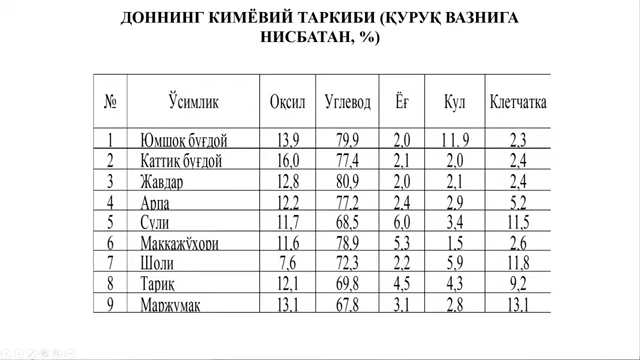 ДОННИНГ КИМЁВИЙ ТАРКИБИ (ҚУРУҚ ВАЗНИГА
НИСБАТАН, %)
№ Ўсимлик Оқсил Углевод Ёғ Кул Клетчатка
1 Юмшоқ буғдой 13,9 79,9 2,0 11. 9 2,3
2 Каттиқ буғдой 16,0 77,4 2,1 2,0 2,4
3 Жавдар 12,8 80,9 2,0 2,1 2,4
4 Арпа 12,2 77,2 2,4 2,9 5,2
5 Сули 11,7 68,5 6,0 3,4 11,5
6 Маккажўхори 11,6 78,9 5,3 1,5 2,6
7 Шоли 7,6 72,3 2,2 5,9 11,8
8 Тариқ 12,1 69,8 4,5 4,3 9,2
9 Маржумак 13,1 67,8 3,1 2,8 13,1